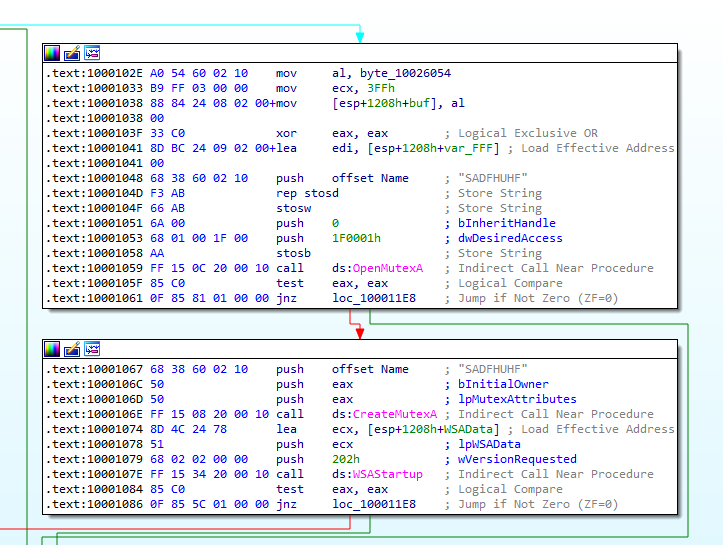 .text:1000102E A0 54 60 02 10 mov al, byte_10026054
.text:10001033 B9 FF 03 00 00 mov ecx, 3FFh
.text:10001038 88 84 24 08 02 00+mov [esp+1208h+buf], al
.text:10001038 00
.text:1000103F 33 C0 xor eax, eax ; Logical Exclusive OR
.text:10001041 8D BC 24 09 02 00+lea edi, [esp+1208h+var_FFF] ; Load Effective Address
.text:10001041 00
.text:10001048 68 38 60 02 10 push offset Name ; "SADFHUHF"
.text:1000104D F3 AB rep stosd ; Store String
.text:1000104F 66 AB stosw ; Store String
.text:10001051 6A 00 push 0 ; bInheritHandle
.text:10001053 68 01 00 1F 00 push 1F0001h ; dwDesiredAccess
.text:10001058 AA stosb ; Store String
.text:10001059 FF 15 0C 20 00 10 call ds:OpenMutexA ; Indirect Call Near Procedure
.text:1000105F 85 C0 test eax, eax ; Logical Compare
.text:10001061 0F 85 81 01 00 00 jnz loc_100011E8 ; Jump if Not Zero (ZF=0)
.text:10001067 68 38 60 02 10 push offset Name ; "SADFHUHF"
.text:1000106C 50 push eax ; bInitialOwner
.text:1000106D 50 push eax ; lpMutexAttributes
.text:1000106E FF 15 08 20 00 10 call ds:CreateMutexA ; Indirect Call Near Procedure
.text:10001074 8D 4C 24 78 lea ecx, [esp+1208h+WSAData] ; Load Effective Address
.text:10001078 51 push ecx ; lpWSAData
.text:10001079 68 02 02 00 00 push 202h ; wVersionRequested
.text:1000107E FF 15 34 20 00 10 call ds:WSAStartup ; Indirect Call Near Procedure
.text:10001084 85 C0 test eax, eax ; Logical Compare
.text:10001086 0F 85 5C 01 00 00 jnz loc_100011E8 ; Jump if Not Zero (ZF=0)